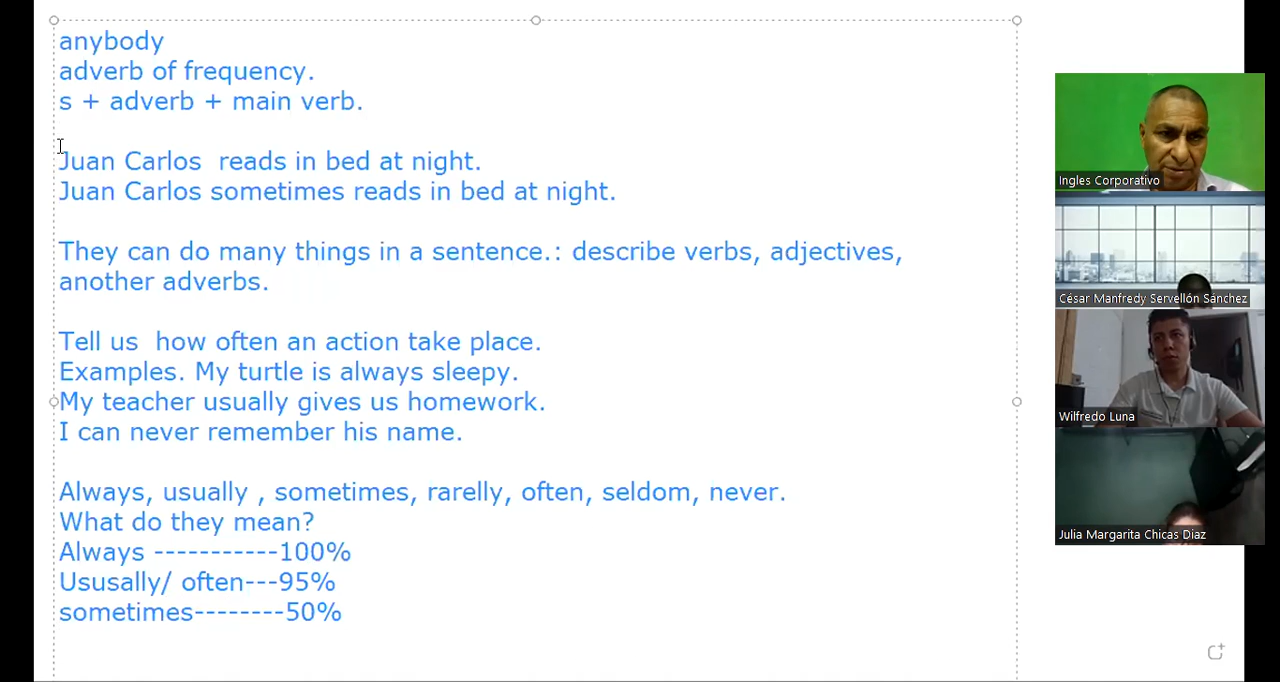 anybody
adverb of frequency.
s + adverb + main verb.
Juan Carlos  reads in bed at night.
Juan Carlos sometimes reads in bed at night.
They can do many things in a sentence.: describe verbs, adjectives,
another adverbs.
Tell us  how often an action take place.
Examples. My turtle is always sleepy.
My teacher usually gives us homework.
I can never remember his name.
Always, usually , sometimes, rarelly, often, seldom, never.
What do they mean?
Always -----------100%
Ususally/ often---95%
sometimes--------50%
Ingles Corporativo
César Manfredy Servellón Sánchez
Wilfredo Luna
Julia Margarita Chicas Diaz